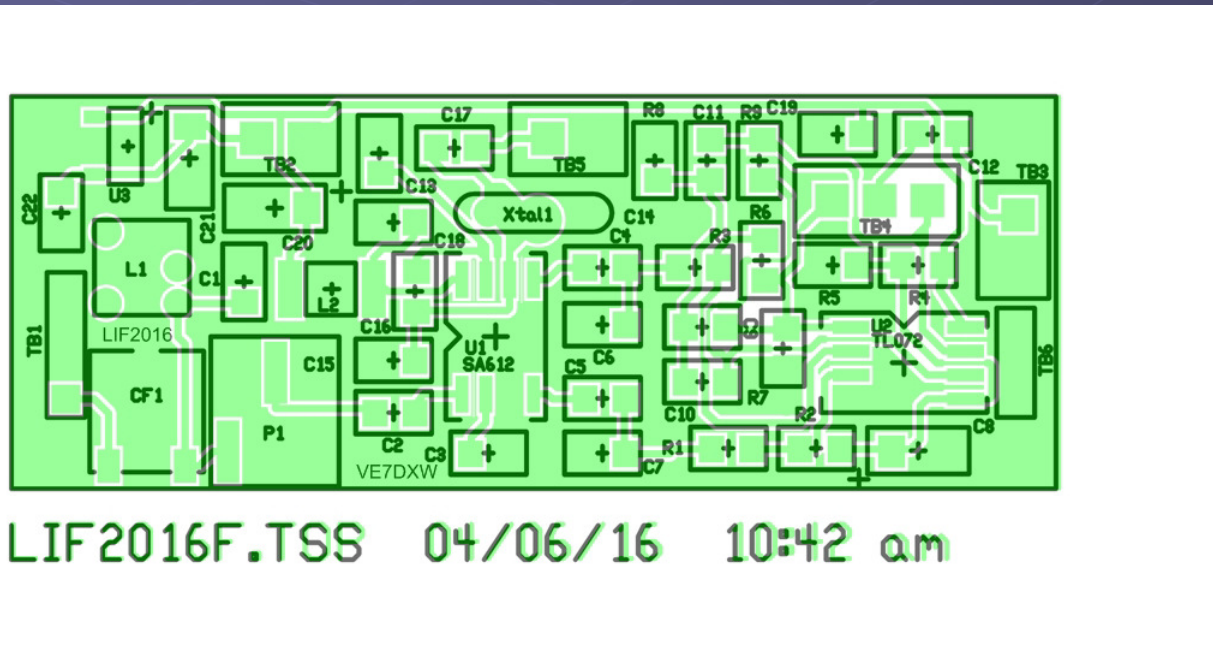 C17
R8
C11
R9
C19
TB2
TB5
C12
TB3
C13
U3
C22
C21
Xtal1
C14
R6
TB4
C20
C4
R3
C18
L1
C1
L2
R5
R4
TB1
LIF2016
C16
C9
U2
TL072
U1
SA612
C15
C6
C5
TB6
CF1
C10
R7
R2
P1
C2
C3
C7
R1
C8
VE7DXW
LIF2016F.TSS 04/06/16 10:42 am